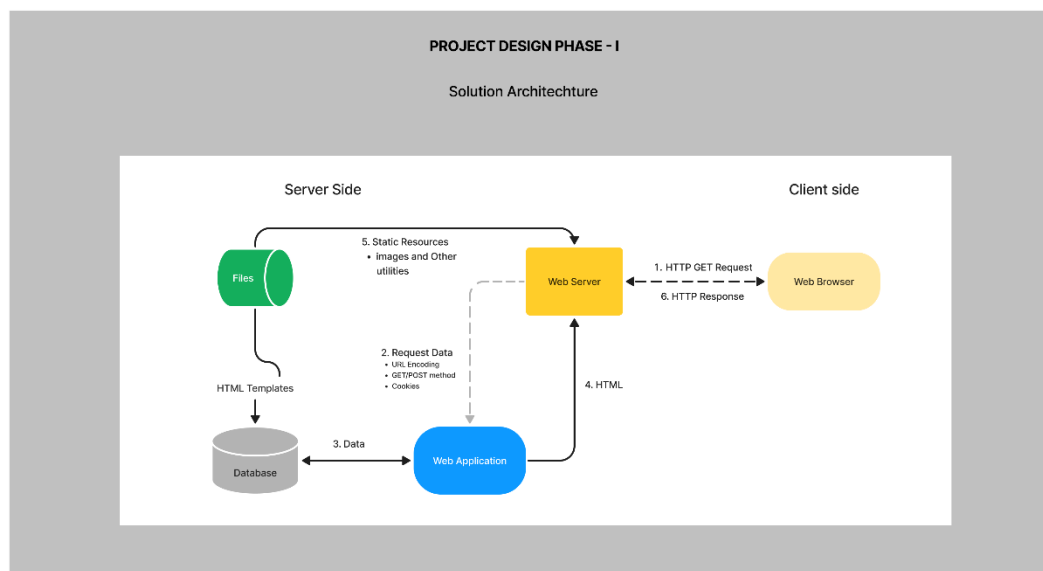 PROJECT DESIGN PHASE - I
Solution Architechture
Server Side
Client side
5. Static Resources
• images and Other
utilities
Files
Web Server
1. HTTP GET Request
6. HTTP Response
Web Browser
2. Request Data
• URL Encoding
• GET/POST method
• Cookies
HTML Templates
4. HTML
3. Data
Database
Web Application